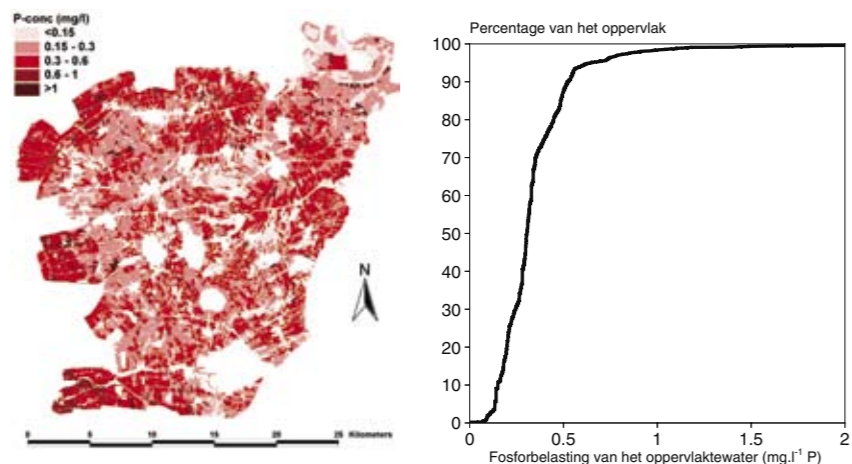 P-conc (mg/l)
<0.15
0.15 - 0.3
0.3 - 0.6
0.6 - 1
>1
N
0 5 10 15 20 25 Kilometers
Percentage van het oppervlak
100
90
80
70
60
50
40
30
20
10
0
0 0.5 1 1.5 2
Fosforbelasting van het oppervlaktewater (mg.l⁻¹ P)